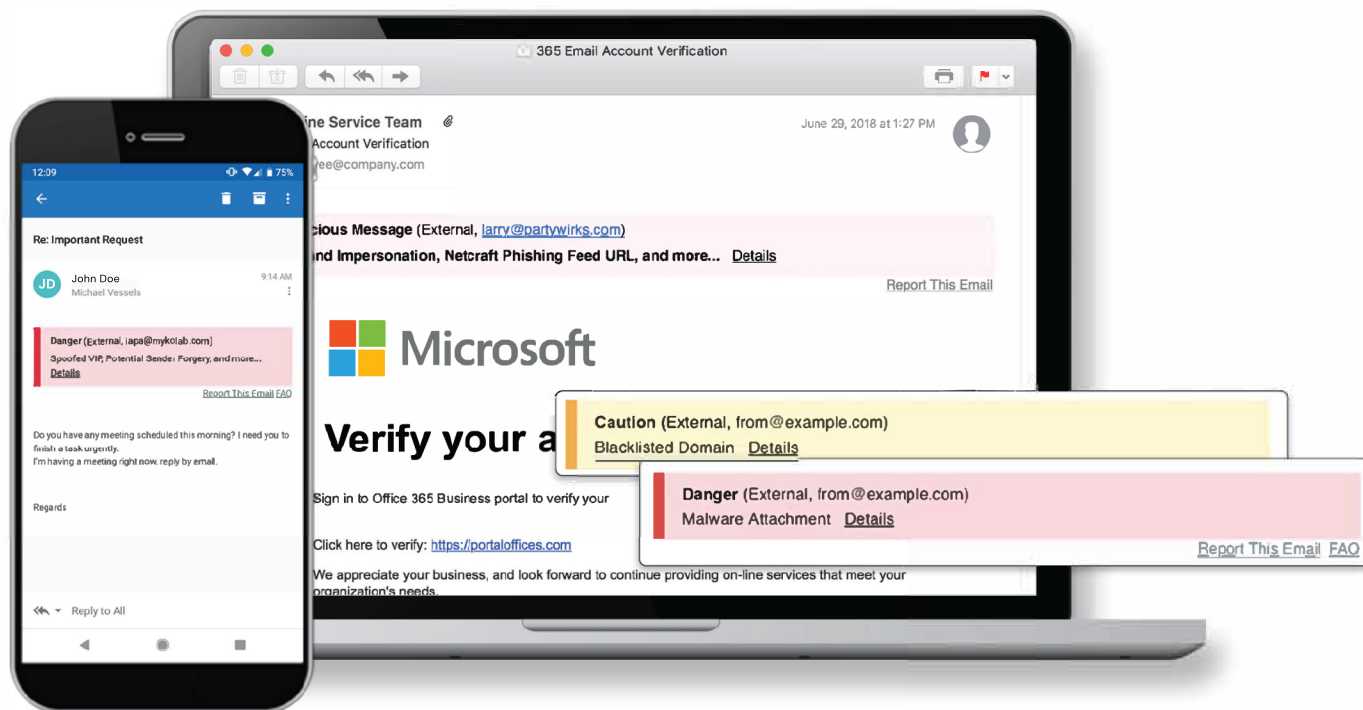 365 Email Account Verification
ine Service Team
June 29, 2018 at 1:27 PM
Account Verification
ee@company.com
cious Message (External, larry@partywirks.com)
nd Impersonation, Netcraft Phishing Feed URL, and more... Details
Report This Email
Microsoft
Verify your a
Sign in to Office 365 Business portal to verify your
Click here to verify: https://portaloffices.com
We appreciate your business, and look forward to continue providing on-line services that meet your
organization's needs.
12:09
75%
Re: Important Request
JD
John Doe
9:14 AM
Michael Vessels
Danger (External, iapa@mykolab.com)
Spoofed VIP, Potential Sender Forgery, and more...
Details
Report This Email FAQ
Do you have any meeting scheduled this morning? I need you to
finish a task urgently.
I'm having a meeting right now. reply by email.
Regards
Reply to All
Caution (External, from@example.com)
Blacklisted Domain Details
Danger (External, from@example.com)
Malware Attachment Details
Report This Email FAQ